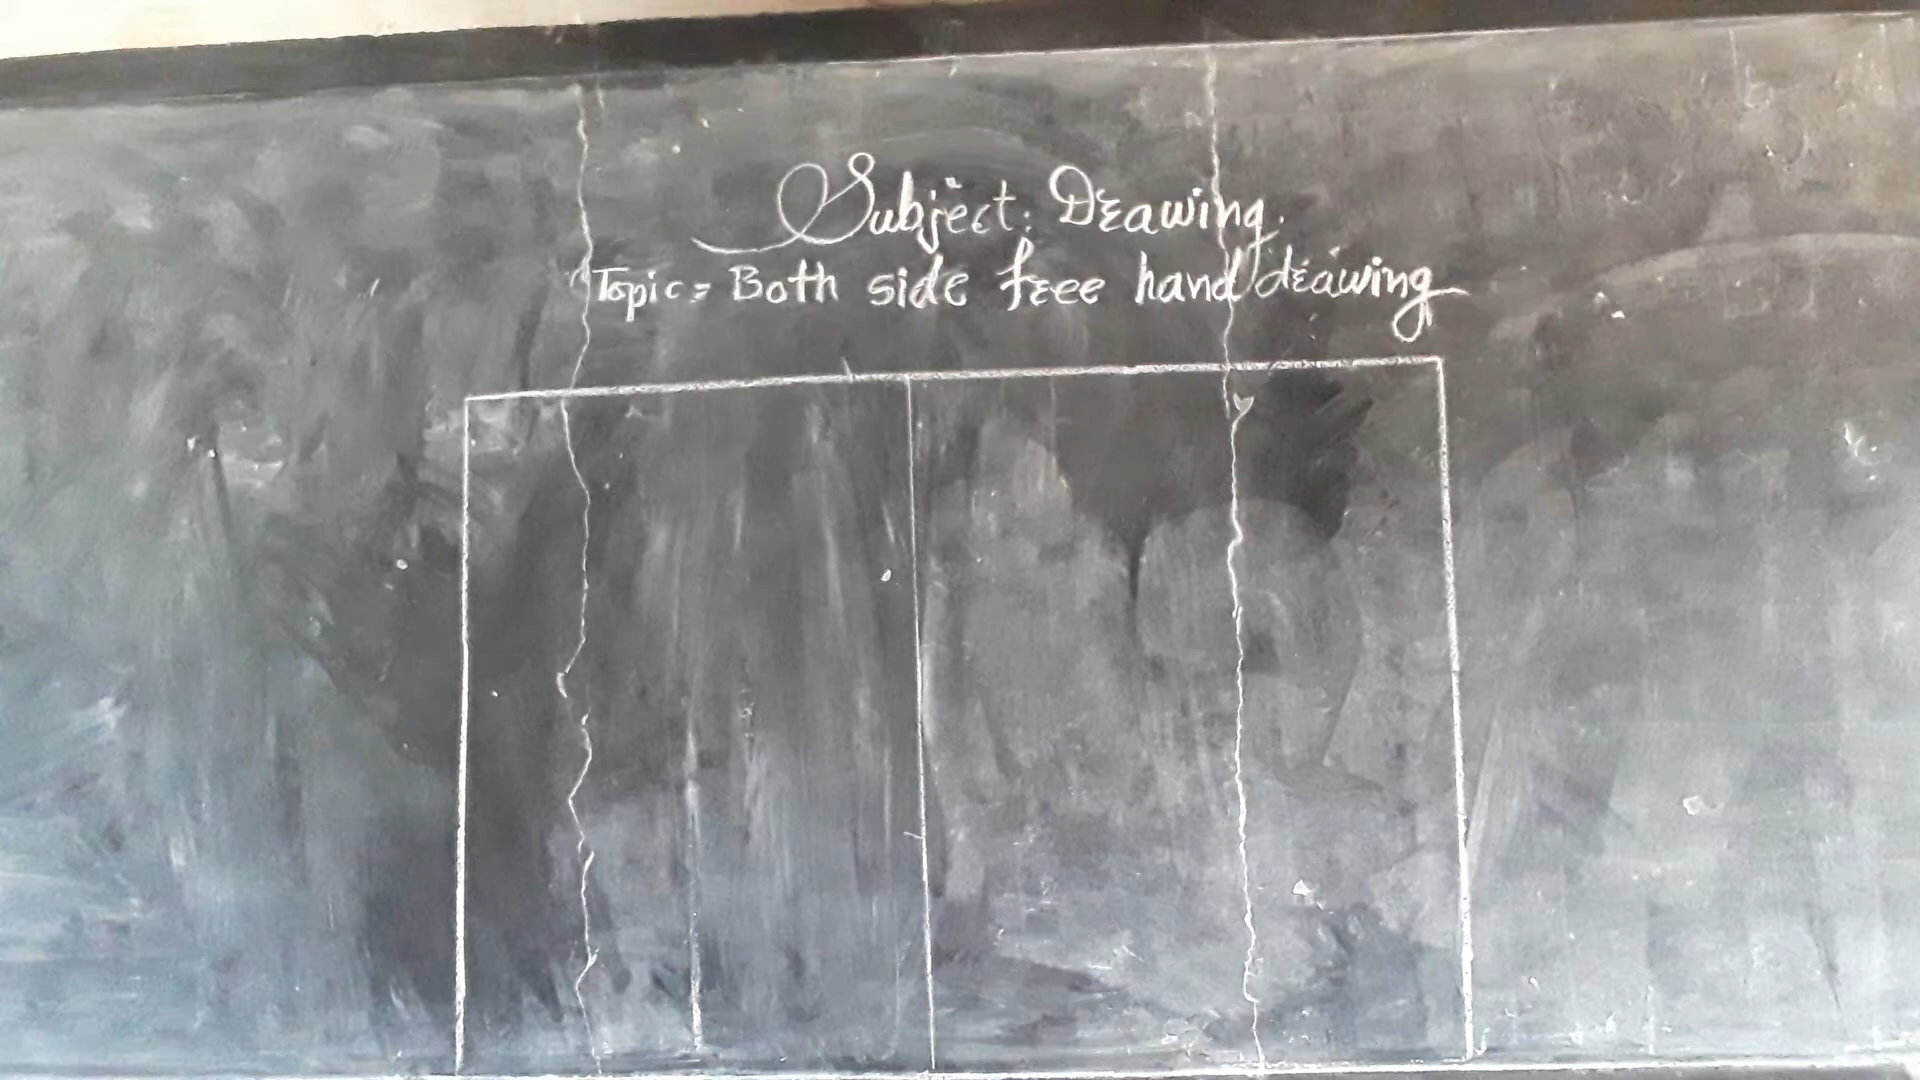 Subject: Drawing.
Topic = Both side free hand drawing